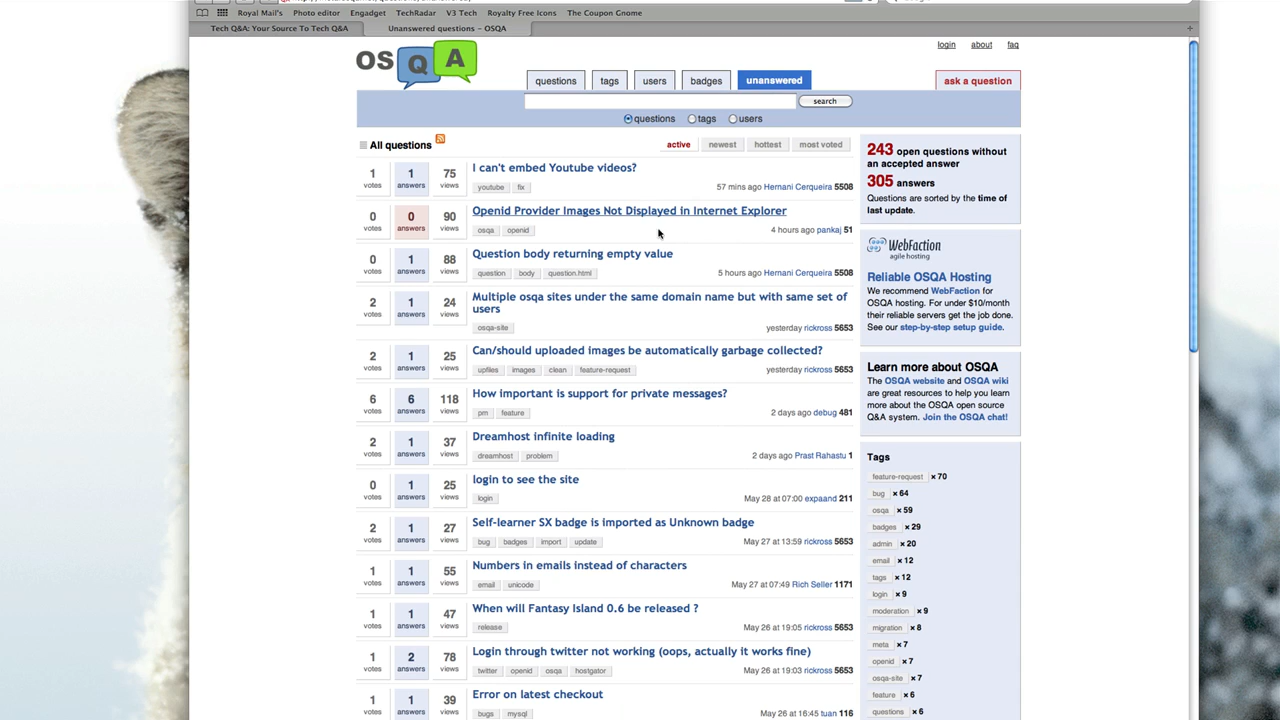 Royal Mail's Photo editor Engadget TechRadar V3 Tech Royalty Free Icons The Coupon Gnome
Tech Q&A: Your Source To Tech Q&A Unanswered questions – OSQA
login about faq
OS Q A
questions tags users badges unanswered ask a question
search
questions tags users
All questions active newest hottest most voted
1 votes 1 answers 75 views
I can't embed Youtube videos?
youtube fix 57 mins ago Hernani Cerqueira 5508
0 votes 0 answers 90 views
Openid Provider Images Not Displayed in Internet Explorer
osqa openid 4 hours ago pankaj 51
0 votes 1 answers 88 views
Question body returning empty value
question body question.html 5 hours ago Hernani Cerqueira 5508
2 votes 1 answers 24 views
Multiple osqa sites under the same domain name but with same set of
users
osqa-site yesterday rickross 5653
2 votes 1 answers 25 views
Can/should uploaded images be automatically garbage collected?
upfiles images clean feature-request yesterday rickross 5653
6 votes 6 answers 118 views
How important is support for private messages?
pm feature 2 days ago debug 481
2 votes 1 answers 37 views
Dreamhost infinite loading
dreamhost problem 2 days ago Prast Rahastu 1
0 votes 1 answers 25 views
login to see the site
login May 28 at 07:00 expaand 211
2 votes 1 answers 27 views
Self-learner SX badge is imported as Unknown badge
bug badges import update May 27 at 13:59 rickross 5653
1 votes 1 answers 55 views
Numbers in emails instead of characters
email unicode May 27 at 07:49 Rich Seller 1171
1 votes 1 answers 47 views
When will Fantasy Island 0.6 be released ?
release May 26 at 19:05 rickross 5653
1 votes 2 answers 78 views
Login through twitter not working (oops, actually it works fine)
twitter openid osqa hostgator May 26 at 19:03 rickross 5653
1 votes 1 answers 39 views
Error on latest checkout
bugs mysql May 26 at 16:45 tuan 116
243 open questions without
an accepted answer
305 answers
Questions are sorted by the time of
last update.
WebFaction
agile hosting
Reliable OSQA Hosting
We recommend WebFaction for
OSQA hosting. For under $10/month
their reliable servers get the job done.
See our step-by-step setup guide.
Learn more about OSQA
The OSQA website and OSQA wiki
are great resources to help you learn
more about the OSQA open source
Q&A system. Join the OSQA chat!
Tags
feature-request × 70
bug × 64
osqa × 59
badges × 29
admin × 20
email × 12
tags × 12
login × 9
moderation × 9
migration × 8
meta × 7
openid × 7
osqa-site × 7
feature × 6
questions × 6